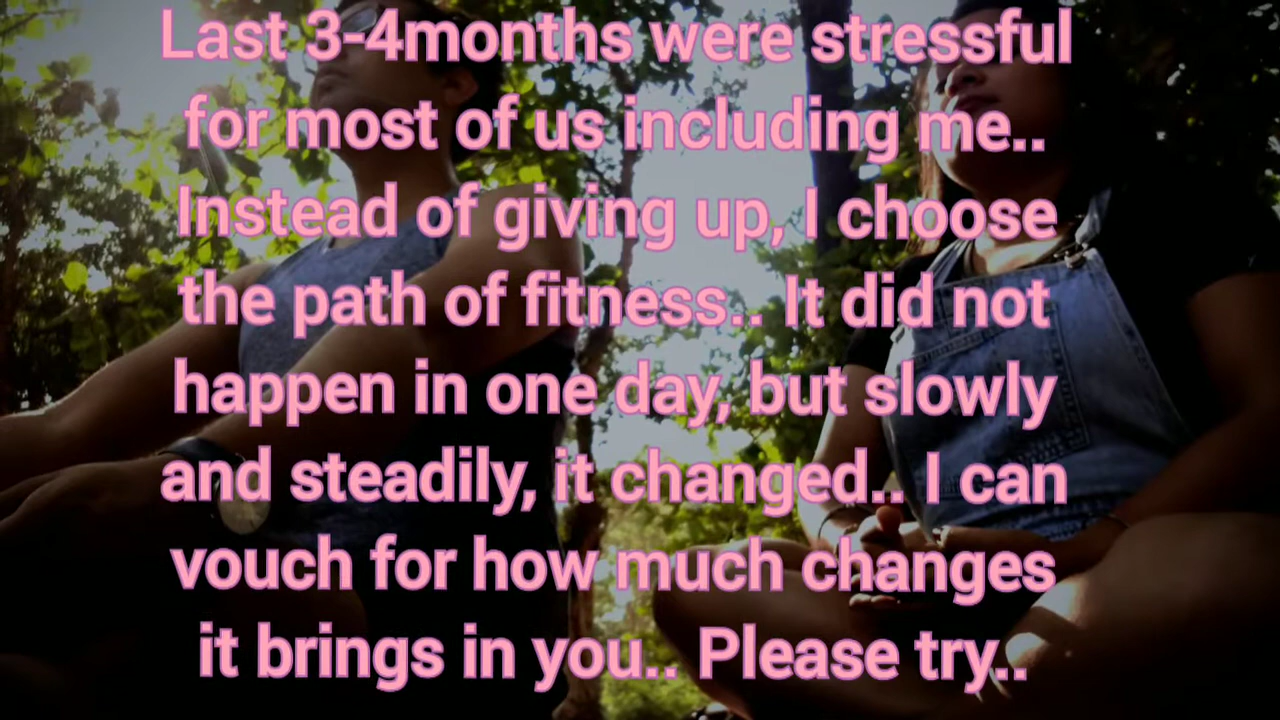 Last 3-4months were stressful
for most of us including me..
Instead of giving up, I choose
the path of fitness.. It did not
happen in one day, but slowly
and steadily, it changed.. I can
vouch for how much changes
it brings in you.. Please try..